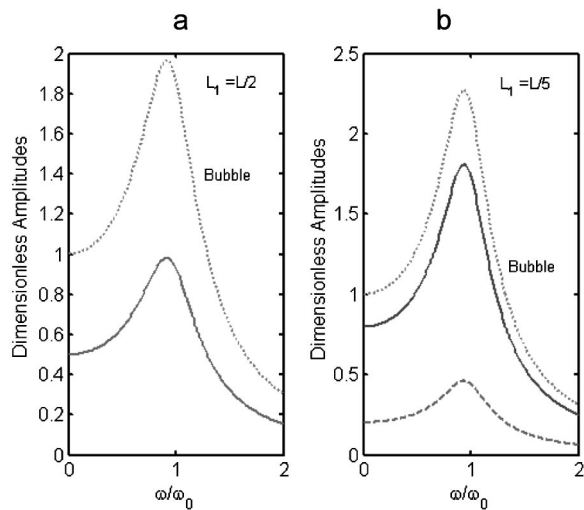 a
Dimensionless Amplitudes
2
1.8
1.6
1.4
1.2
1
0.8
0.6
0.4
0.2
0
L₁ =L/2
Bubble
0
1
2
ω/ω₀
b
Dimensionless Amplitudes
2.5
2
1.5
1
0.5
0
L₁ = L/5
Bubble
0
1
2
ω/ω₀